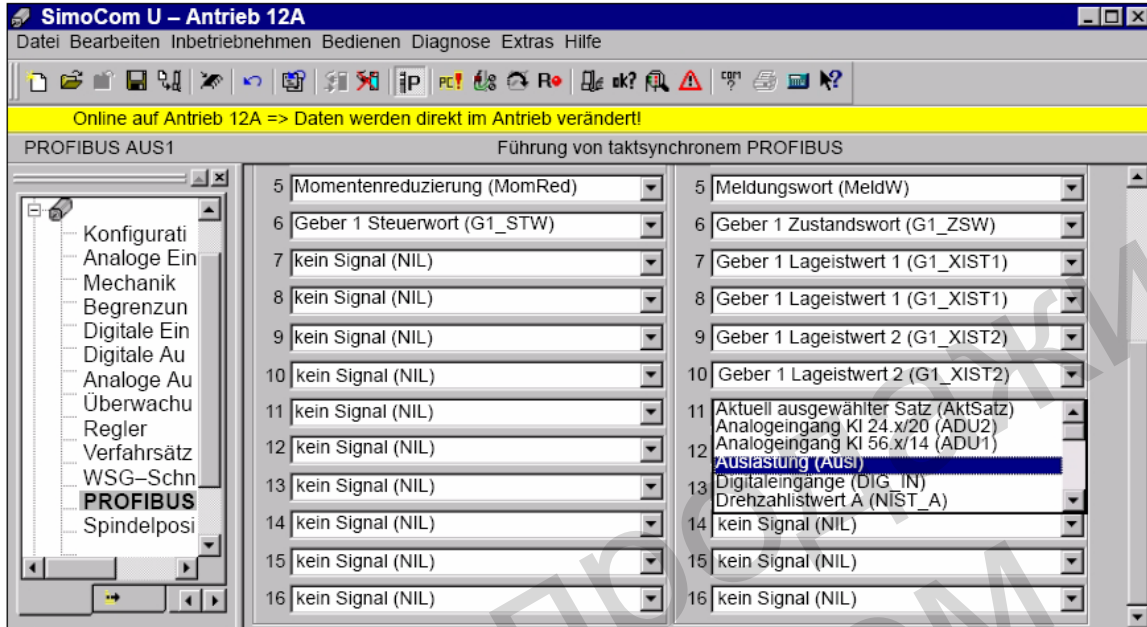 SimoCom U – Antrieb 12A
Datei Bearbeiten Inbetriebnehmen Bedienen Diagnose Extras Hilfe
P PC! R ok? com ?
Online auf Antrieb 12A => Daten werden direkt im Antrieb verändert!
PROFIBUS AUS1
Führung von taktsynchronem PROFIBUS
Konfigurati
Analoge Ein
Mechanik
Begrenzun
Digitale Ein
Digitale Au
Analoge Au
Überwachu
Regler
Verfahrsätz
WSG–Schn
PROFIBUS
Spindelposi
5 Momentenreduzierung (MomRed)
6 Geber 1 Steuerwort (G1_STW)
7 kein Signal (NIL)
8 kein Signal (NIL)
9 kein Signal (NIL)
10 kein Signal (NIL)
11 kein Signal (NIL)
12 kein Signal (NIL)
13 kein Signal (NIL)
14 kein Signal (NIL)
15 kein Signal (NIL)
16 kein Signal (NIL)
5 Meldungswort (MeldW)
6 Geber 1 Zustandswort (G1_ZSW)
7 Geber 1 Lageistwert 1 (G1_XIST1)
8 Geber 1 Lageistwert 1 (G1_XIST1)
9 Geber 1 Lageistwert 2 (G1_XIST2)
10 Geber 1 Lageistwert 2 (G1_XIST2)
11 Aktuell ausgewählter Satz (AktSatz)
Analogeingang Kl 24.x/20 (ADU2)
Analogeingang Kl 56.x/14 (ADU1)
12
Auslastung (Ausl)
13 Digitaleingänge (DIG_IN)
Drehzahlistwert A (NIST_A)
14 kein Signal (NIL)
15 kein Signal (NIL)
16 kein Signal (NIL)